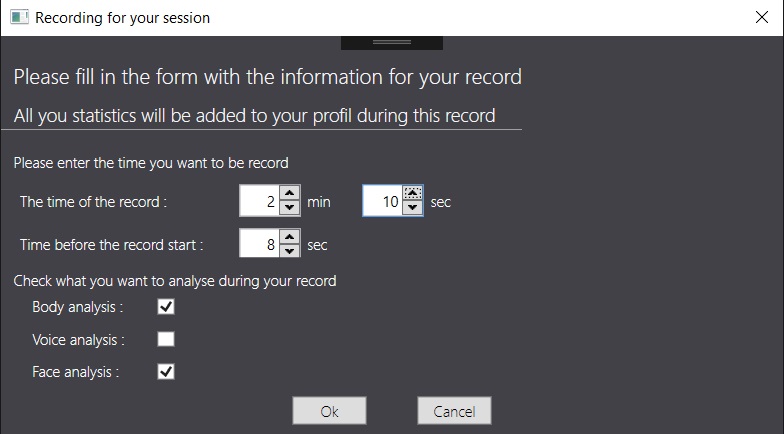 Recording for your session
Please fill in the form with the information for your record
All you statistics will be added to your profil during this record
Please enter the time you want to be record
The time of the record : 2 min 10 sec
Time before the record start : 8 sec
Check what you want to analyse during your record
Body analysis :
Voice analysis :
Face analysis :
Ok Cancel